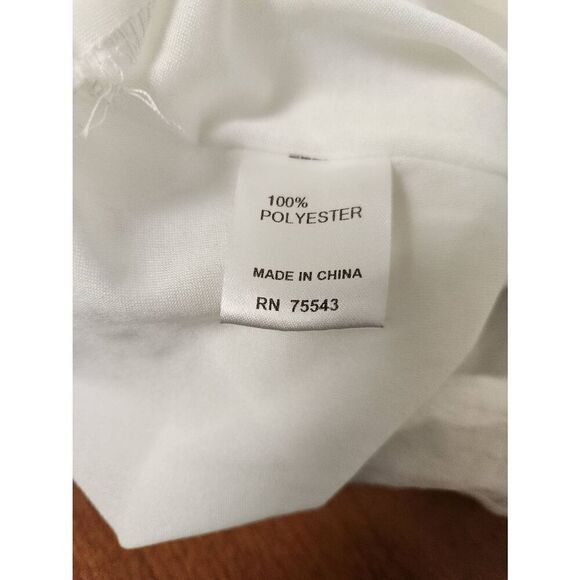 100%
POLYESTER
MADE IN CHINA
RN 75543